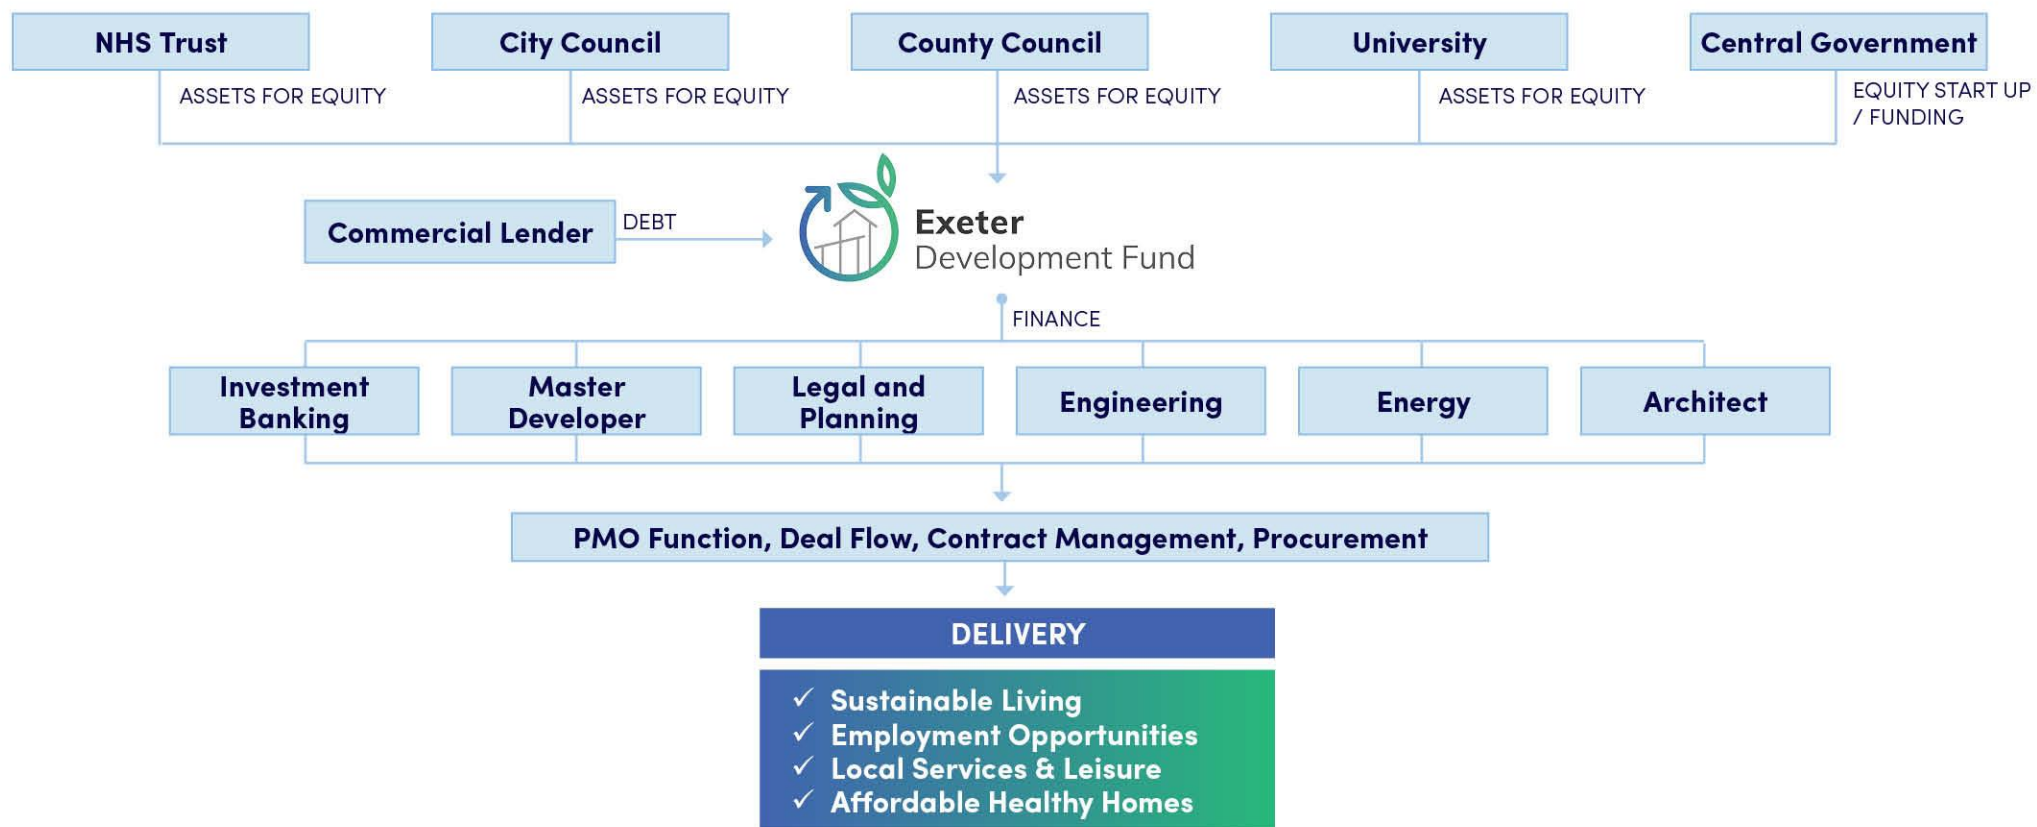 NHS Trust
City Council
County Council
University
Central Government
ASSETS FOR EQUITY
ASSETS FOR EQUITY
ASSETS FOR EQUITY
ASSETS FOR EQUITY
EQUITY START UP
/ FUNDING
Commercial Lender
DEBT
Exeter
Development Fund
FINANCE
Investment
Banking
Master
Developer
Legal and
Planning
Engineering
Energy
Architect
PMO Function, Deal Flow, Contract Management, Procurement
DELIVERY
✓ Sustainable Living
✓ Employment Opportunities
✓ Local Services & Leisure
✓ Affordable Healthy Homes